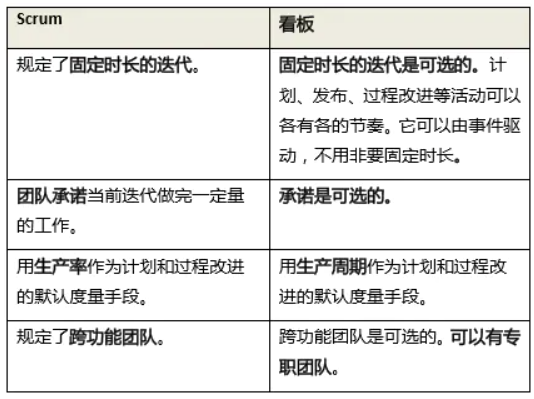 Scrum
看板
规定了固定时长的迭代。
固定时长的迭代是可选的。计
划、发布、过程改进等活动可以
各有各的节奏。它可以由事件驱
动，不用非要固定时长。
团队承诺当前迭代做完一定量
的工作。
承诺是可选的。
用生产率作为计划和过程改进
的默认度量手段。
用生产周期作为计划和过程改
进的默认度量手段。
规定了跨功能团队。
跨功能团队是可选的。可以有专
职团队。